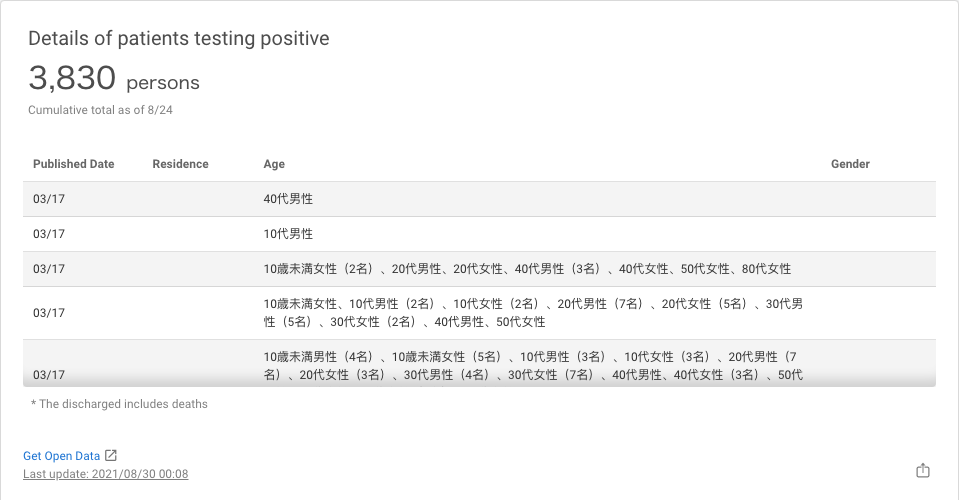 Details of patients testing positive
3,830 persons
Cumulative total as of 8/24
Published Date Residence Age Gender
03/17 40代男性
03/17 10代男性
03/17 10歳未満女性（2名）、20代男性、20代女性、40代男性（3名）、40代女性、50代女性、80代女性
03/17 10歳未満女性、10代男性（2名）、10代女性（2名）、20代男性（7名）、20代女性（5名）、30代男
性（5名）、30代女性（2名）、40代男性、50代女性
03/17 10歳未満男性（4名）、10歳未満女性（5名）、10代男性（3名）、10代女性（3名）、20代男性（7
名）、20代女性（3名）、30代男性（4名）、30代女性（7名）、40代男性、40代女性（3名）、50代
* The discharged includes deaths
Get Open Data
Last update: 2021/08/30 00:08